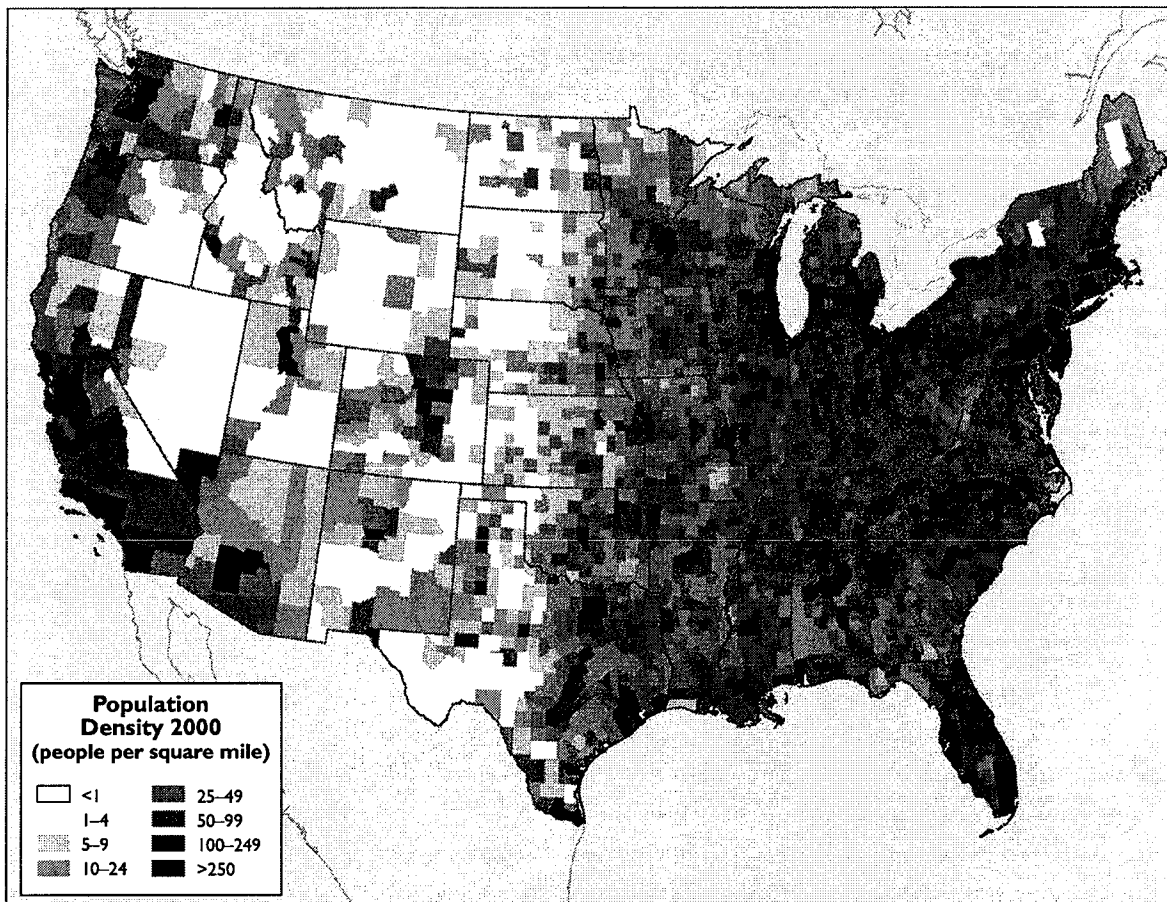 Population
Density 2000
(people per square mile)
<1
1–4
5–9
10–24
25–49
50–99
100–249
>250